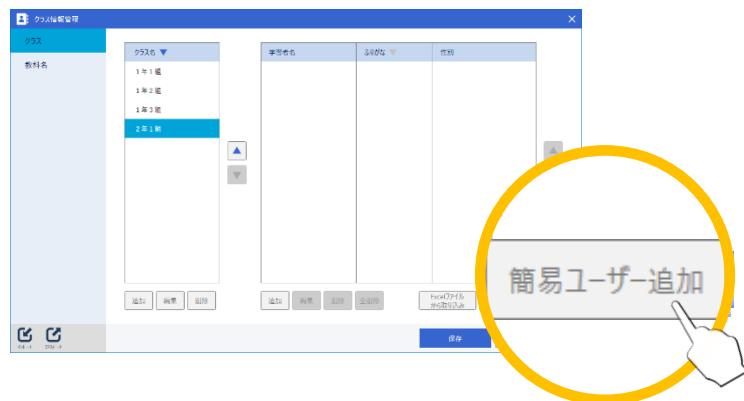 クラス情報管理
クラス
教科名
クラス名
1年1組
1年2組
1年3組
2年1組
学習者名 ふりがな 性別
追加 編集 削除
追加 編集 削除 全削除
Excelファイル
から取り込み
簡易ユーザー追加
保存